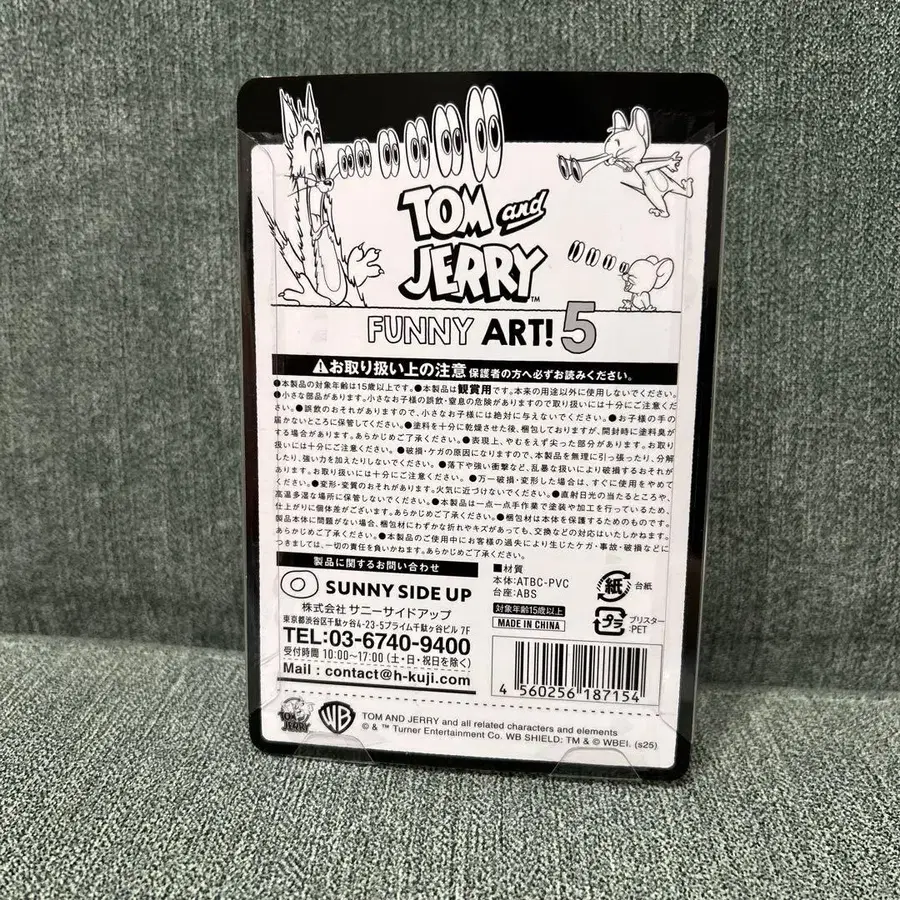 TOM and
JERRY™
FUNNY ART! 5
⚠お取り扱い上の注意 保護者の方へ必ずお読みください。
●本製品の対象年齢は15歳以上です。●本製品は観賞用です。本来の用途以外に使用しないでください。
●小さな部品があります。小さなお子様の誤飲・窒息の危険がありますので取り扱いには十分にご注意くださ
い。●誤飲のおそれがありますので、小さなお子様には絶対に与えないでください。●お子様の手の
届かないところに保管してください。●塗料を十分に乾燥させた後、梱包しておりますが、開封時に塗料臭が
する場合があります。あらかじめご了承ください。●表現上、やむをえず尖った部分があります。お取り
扱いには十分にご注意ください。●破損・ケガの原因になりますので、本製品を無理に引っ張ったり、分解
したり、強い力を加えたりしないでください。●落下や強い衝撃など、乱暴な扱いにより破損するおそれが
あります。お取り扱いには十分にご注意ください。●万一破損・変形した場合は、すぐに使用をやめて
ください。●変形・変質のおそれがあります。火気に近づけないでください。●直射日光の当たるところや、
高温多湿な場所に保管しないでください。●本製品は一点一点手作業で塗装や加工を行っているため、
仕上がりに個体差がございます。あらかじめご了承ください。●梱包材は本体を保護するためのものです。
製品本体に問題がない場合、梱包材にわずかな折れやキズがあっても、交換などの対応はいたしかねます。
あらかじめご了承ください。●本製品のご使用中にお客様の過失により生じたケガ・事故・破損などに
つきましては、一切の責任を負いかねます。あらかじめご了承ください。
製品に関するお問い合わせ
SUNNY SIDE UP
株式会社 サニーサイドアップ
東京都渋谷区千駄ヶ谷4-23-5プライム千駄ヶ谷ビル 7F
TEL:03-6740-9400
受付時間 10:00～17:00 (土・日・祝日を除く)
Mail : contact@h-kuji.com
■材質
本体:ATBC-PVC
台座:ABS
対象年齢15歳以上
MADE IN CHINA
紙
台紙
プラ
ブリスター
:PET
4 560256 187154
TOM and JERRY
WB
TOM AND JERRY and all related characters and elements
© & ™ Turner Entertainment Co. WB SHIELD: TM & © WBEI. (s25)